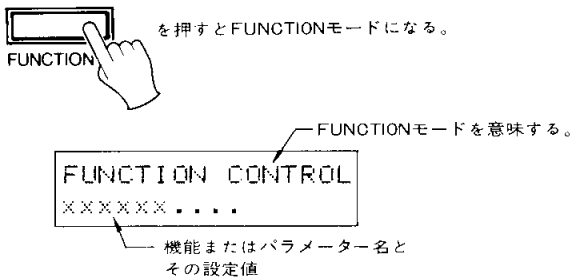 を押すとFUNCTIONモードになる。
FUNCTION
FUNCTIONモードを意味する。
FUNCTION CONTROL
××××××....
機能またはパラメーター名と
その設定値